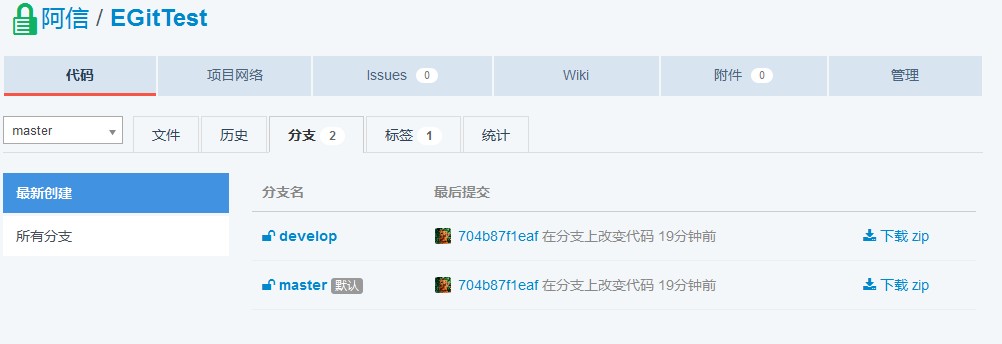 阿信 / EGitTest
代码 项目网络 Issues 0 Wiki 附件 0 管理
master 文件 历史 分支 2 标签 1 统计
最新创建 分支名 最后提交
所有分支 develop 704b87f1eaf 在分支上改变代码 19分钟前 下载 zip
master 默认 704b87f1eaf 在分支上改变代码 19分钟前 下载 zip